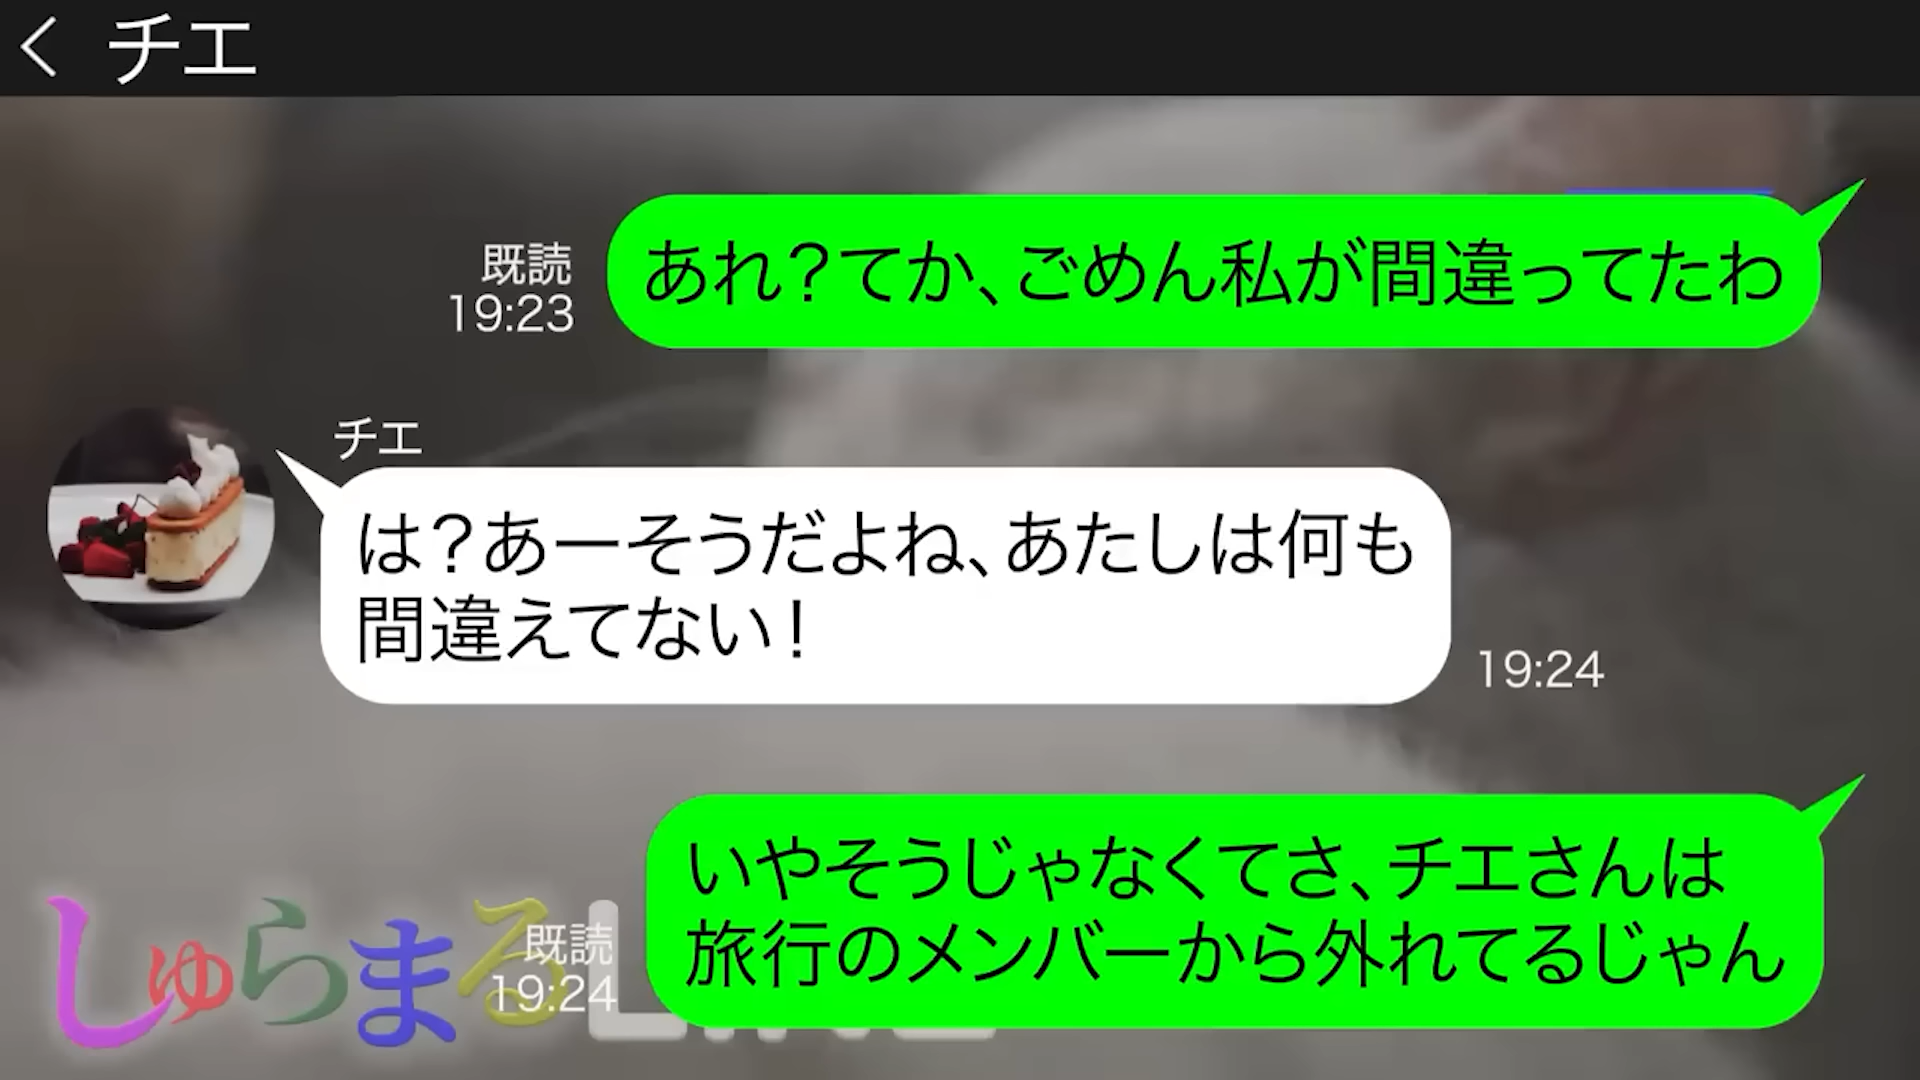 チエ
あれ？てか、ごめん私が間違ってたわ
既読
19:23
チエ
は？あーそうだよね、あたしは何も
間違えてない！
19:24
いやそうじゃなくてさ、チエさんは
旅行のメンバーから外れてるじゃん
既読
19:24
しゅらまる